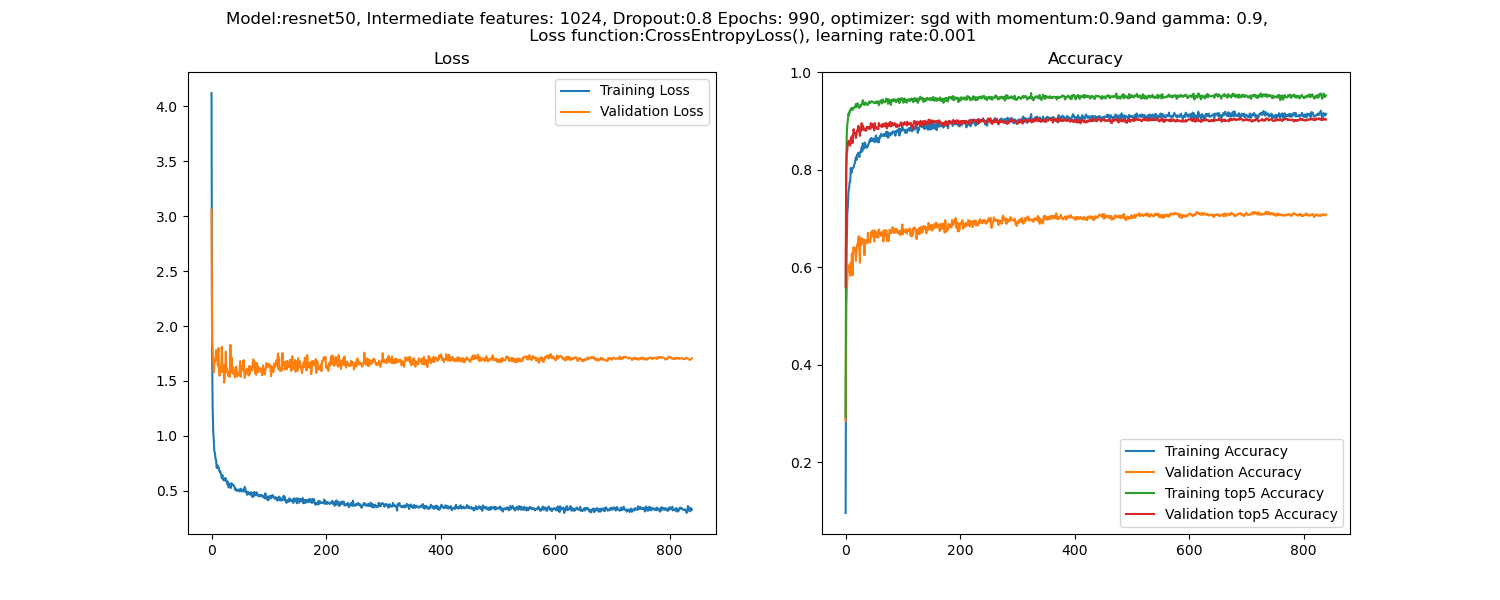 Model:resnet50, Intermediate features: 1024, Dropout:0.8 Epochs: 990, optimizer: sgd with momentum:0.9and gamma: 0.9,
Loss function:CrossEntropyLoss(), learning rate:0.001
Loss
Training Loss
Validation Loss
4.0
3.5
3.0
2.5
2.0
1.5
1.0
0.5
0 200 400 600 800
Accuracy
1.0
0.8
0.6
0.4
0.2
Training Accuracy
Validation Accuracy
Training top5 Accuracy
Validation top5 Accuracy
0 200 400 600 800